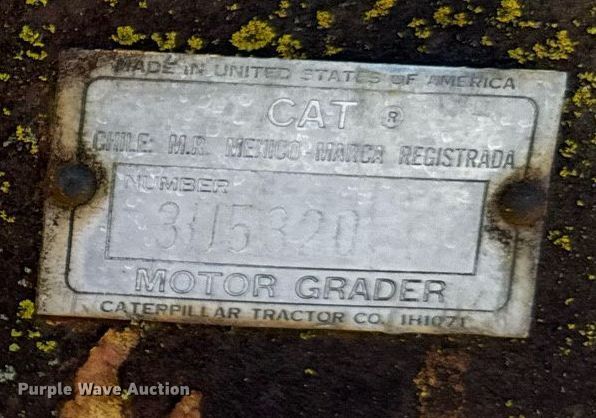 MADE IN UNITED STATES OF AMERICA
CAT ®
CHILE: M.R. MEXICO MARCA REGISTRADA
NUMBER
3U5320
MOTOR GRADER
CATERPILLAR TRACTOR CO. 1H1071
Purple Wave Auction